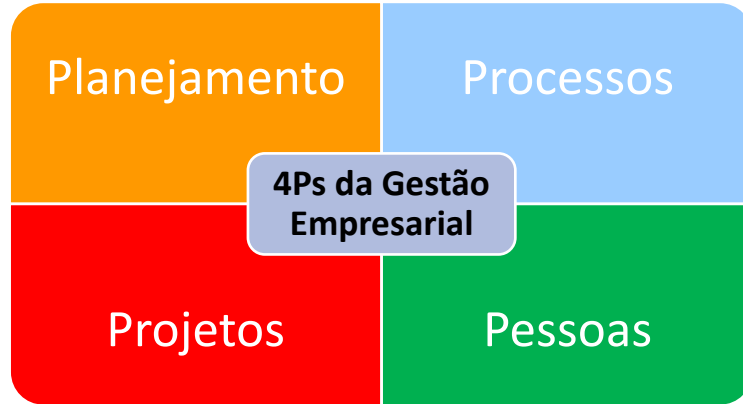 Planejamento
Processos
4Ps da Gestão
Empresarial
Projetos
Pessoas